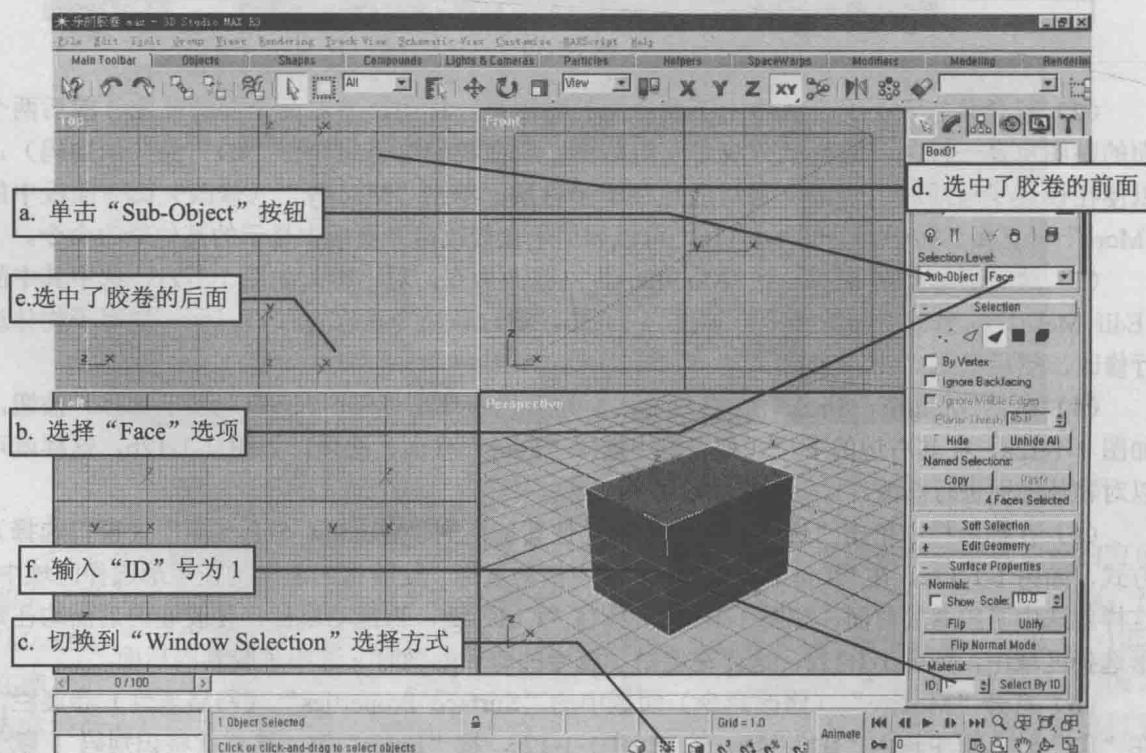 乐凯胶卷 max - 3D Studio MAX R3
File Edit Tools Group Views Rendering Track View Schematic View Customize MAXScript Help
Main Toolbar Objects Shapes Compounds Lights & Cameras Particles Helpers SpaceWarps Modifiers Modeling Rendering
All View X Y Z XY
Top
Front
Box01
d. 选中了胶卷的前面
a. 单击“Sub-Object”按钮
Selection Level:
Sub-Object Face
e.选中了胶卷的后面
Selection
By Vertex
Ignore Backfacing
Ignore Visible Edges
Planar Thresh: 45.0
b. 选择“Face”选项
Left
Perspective
Hide Unhide All
Named Selections:
Copy Paste
4 Faces Selected
Soft Selection
Edit Geometry
Surface Properties
f. 输入“ID”号为 1
Normals:
Show Scale: 10.0
Flip Unify
Flip Normal Mode
c. 切换到“Window Selection”选择方式
Material:
ID: 1 Select By ID
0 / 100
1 Object Selected
Grid = 1.0
Animate
Click or click-and-drag to select objects
0